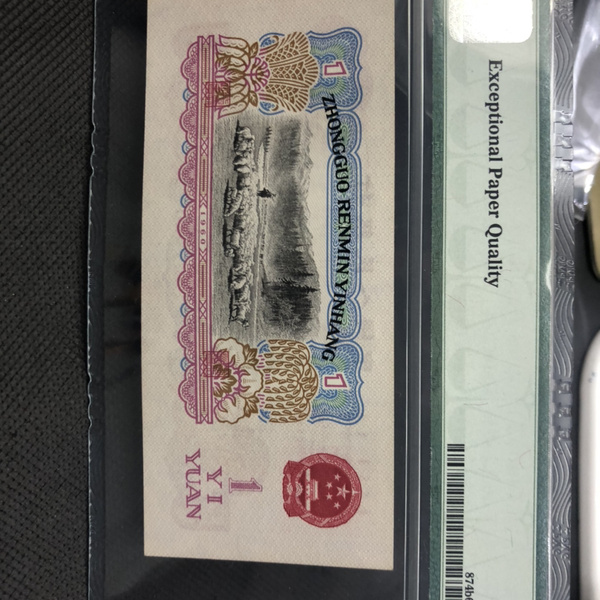 Exceptional Paper Quality
ZHONGGUO RENMIN YINHANG
1
1
1960
1
YI
YUAN